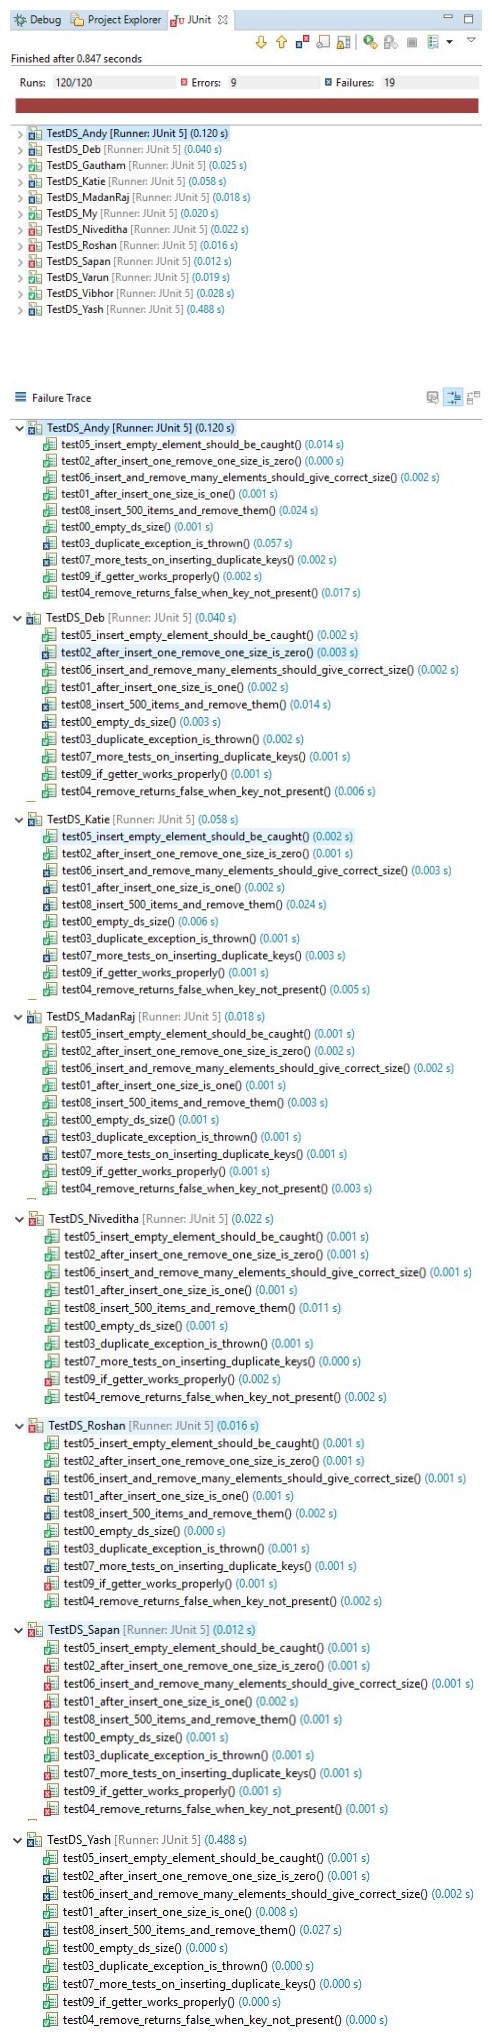 Debug Project Explorer JUnit
Finished after 0.847 seconds
Runs: 120/120 Errors: 9 Failures: 19
TestDS_Andy [Runner: JUnit 5] (0.120 s)
TestDS_Deb [Runner: JUnit 5] (0.040 s)
TestDS_Gautham [Runner: JUnit 5] (0.025 s)
TestDS_Katie [Runner: JUnit 5] (0.058 s)
TestDS_MadanRaj [Runner: JUnit 5] (0.018 s)
TestDS_My [Runner: JUnit 5] (0.020 s)
TestDS_Niveditha [Runner: JUnit 5] (0.022 s)
TestDS_Roshan [Runner: JUnit 5] (0.016 s)
TestDS_Sapan [Runner: JUnit 5] (0.012 s)
TestDS_Varun [Runner: JUnit 5] (0.019 s)
TestDS_Vibhor [Runner: JUnit 5] (0.028 s)
TestDS_Yash [Runner: JUnit 5] (0.488 s)
Failure Trace
TestDS_Andy [Runner: JUnit 5] (0.120 s)
test05_insert_empty_element_should_be_caught() (0.014 s)
test02_after_insert_one_remove_one_size_is_zero() (0.000 s)
test06_insert_and_remove_many_elements_should_give_correct_size() (0.002 s)
test01_after_insert_one_size_is_one() (0.001 s)
test08_insert_500_items_and_remove_them() (0.024 s)
test00_empty_ds_size() (0.001 s)
test03_duplicate_exception_is_thrown() (0.057 s)
test07_more_tests_on_inserting_duplicate_keys() (0.002 s)
test09_if_getter_works_properly() (0.002 s)
test04_remove_returns_false_when_key_not_present() (0.017 s)
TestDS_Deb [Runner: JUnit 5] (0.040 s)
test05_insert_empty_element_should_be_caught() (0.002 s)
test02_after_insert_one_remove_one_size_is_zero() (0.003 s)
test06_insert_and_remove_many_elements_should_give_correct_size() (0.002 s)
test01_after_insert_one_size_is_one() (0.002 s)
test08_insert_500_items_and_remove_them() (0.014 s)
test00_empty_ds_size() (0.003 s)
test03_duplicate_exception_is_thrown() (0.002 s)
test07_more_tests_on_inserting_duplicate_keys() (0.001 s)
test09_if_getter_works_properly() (0.001 s)
test04_remove_returns_false_when_key_not_present() (0.006 s)
TestDS_Katie [Runner: JUnit 5] (0.058 s)
test05_insert_empty_element_should_be_caught() (0.002 s)
test02_after_insert_one_remove_one_size_is_zero() (0.001 s)
test06_insert_and_remove_many_elements_should_give_correct_size() (0.003 s)
test01_after_insert_one_size_is_one() (0.002 s)
test08_insert_500_items_and_remove_them() (0.024 s)
test00_empty_ds_size() (0.006 s)
test03_duplicate_exception_is_thrown() (0.001 s)
test07_more_tests_on_inserting_duplicate_keys() (0.003 s)
test09_if_getter_works_properly() (0.001 s)
test04_remove_returns_false_when_key_not_present() (0.005 s)
TestDS_MadanRaj [Runner: JUnit 5] (0.018 s)
test05_insert_empty_element_should_be_caught() (0.001 s)
test02_after_insert_one_remove_one_size_is_zero() (0.002 s)
test06_insert_and_remove_many_elements_should_give_correct_size() (0.002 s)
test01_after_insert_one_size_is_one() (0.001 s)
test08_insert_500_items_and_remove_them() (0.003 s)
test00_empty_ds_size() (0.001 s)
test03_duplicate_exception_is_thrown() (0.001 s)
test07_more_tests_on_inserting_duplicate_keys() (0.001 s)
test09_if_getter_works_properly() (0.001 s)
test04_remove_returns_false_when_key_not_present() (0.003 s)
TestDS_Niveditha [Runner: JUnit 5] (0.022 s)
test05_insert_empty_element_should_be_caught() (0.001 s)
test02_after_insert_one_remove_one_size_is_zero() (0.001 s)
test06_insert_and_remove_many_elements_should_give_correct_size() (0.001 s)
test01_after_insert_one_size_is_one() (0.001 s)
test08_insert_500_items_and_remove_them() (0.011 s)
test00_empty_ds_size() (0.001 s)
test03_duplicate_exception_is_thrown() (0.001 s)
test07_more_tests_on_inserting_duplicate_keys() (0.000 s)
test09_if_getter_works_properly() (0.002 s)
test04_remove_returns_false_when_key_not_present() (0.002 s)
TestDS_Roshan [Runner: JUnit 5] (0.016 s)
test05_insert_empty_element_should_be_caught() (0.001 s)
test02_after_insert_one_remove_one_size_is_zero() (0.001 s)
test06_insert_and_remove_many_elements_should_give_correct_size() (0.001 s)
test01_after_insert_one_size_is_one() (0.001 s)
test08_insert_500_items_and_remove_them() (0.002 s)
test00_empty_ds_size() (0.000 s)
test03_duplicate_exception_is_thrown() (0.001 s)
test07_more_tests_on_inserting_duplicate_keys() (0.001 s)
test09_if_getter_works_properly() (0.001 s)
test04_remove_returns_false_when_key_not_present() (0.002 s)
TestDS_Sapan [Runner: JUnit 5] (0.012 s)
test05_insert_empty_element_should_be_caught() (0.001 s)
test02_after_insert_one_remove_one_size_is_zero() (0.001 s)
test06_insert_and_remove_many_elements_should_give_correct_size() (0.001 s)
test01_after_insert_one_size_is_one() (0.002 s)
test08_insert_500_items_and_remove_them() (0.001 s)
test00_empty_ds_size() (0.001 s)
test03_duplicate_exception_is_thrown() (0.001 s)
test07_more_tests_on_inserting_duplicate_keys() (0.001 s)
test09_if_getter_works_properly() (0.001 s)
test04_remove_returns_false_when_key_not_present() (0.001 s)
TestDS_Yash [Runner: JUnit 5] (0.488 s)
test05_insert_empty_element_should_be_caught() (0.001 s)
test02_after_insert_one_remove_one_size_is_zero() (0.001 s)
test06_insert_and_remove_many_elements_should_give_correct_size() (0.002 s)
test01_after_insert_one_size_is_one() (0.008 s)
test08_insert_500_items_and_remove_them() (0.027 s)
test00_empty_ds_size() (0.000 s)
test03_duplicate_exception_is_thrown() (0.000 s)
test07_more_tests_on_inserting_duplicate_keys() (0.000 s)
test09_if_getter_works_properly() (0.000 s)
test04_remove_returns_false_when_key_not_present() (0.000 s)